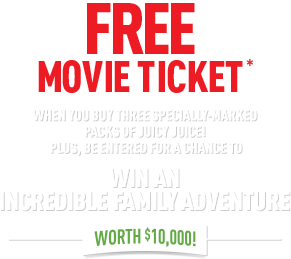 FREE
MOVIE TICKET*
WHEN YOU BUY THREE SPECIALLY-MARKED
PACKS OF JUICY JUICE!
PLUS, BE ENTERED FOR A CHANCE TO
WIN AN
INCREDIBLE FAMILY ADVENTURE
WORTH $10,000!